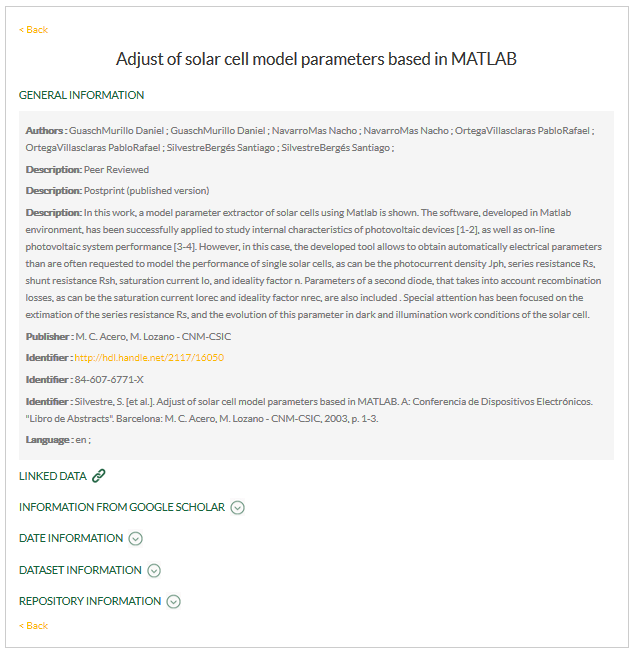 < Back
Adjust of solar cell model parameters based in MATLAB
GENERAL INFORMATION
Authors : GuaschMurillo Daniel ; GuaschMurillo Daniel ; NavarroMas Nacho ; NavarroMas Nacho ; OrtegaVillasclaras PabloRafael ;
OrtegaVillasclaras PabloRafael ; SilvestreBergés Santiago ; SilvestreBergés Santiago ;
Description: Peer Reviewed
Description: Postprint (published version)
Description: In this work, a model parameter extractor of solar cells using Matlab is shown. The software, developed in Matlab
environment, has been successfully applied to study internal characteristics of photovoltaic devices [1-2], as well as on-line
photovoltaic system performance [3-4]. However, in this case, the developed tool allows to obtain automatically electrical parameters
than are often requested to model the performance of single solar cells, as can be the photocurrent density Jph, series resistance Rs,
shunt resistance Rsh, saturation current Io, and ideality factor n. Parameters of a second diode, that takes into account recombination
losses, as can be the saturation current Iorec and ideality factor nrec, are also included . Special attention has been focused on the
extimation of the series resistance Rs, and the evolution of this parameter in dark and illumination work conditions of the solar cell.
Publisher : M. C. Acero, M. Lozano - CNM-CSIC
Identifier : http://hdl.handle.net/2117/16050
Identifier : 84-607-6771-X
Identifier : Silvestre, S. [et al.]. Adjust of solar cell model parameters based in MATLAB. A: Conferencia de Dispositivos Electrónicos.
"Libro de Abstracts". Barcelona: M. C. Acero, M. Lozano - CNM-CSIC, 2003, p. 1-3.
Language : en ;
LINKED DATA
INFORMATION FROM GOOGLE SCHOLAR
DATE INFORMATION
DATASET INFORMATION
REPOSITORY INFORMATION
< Back